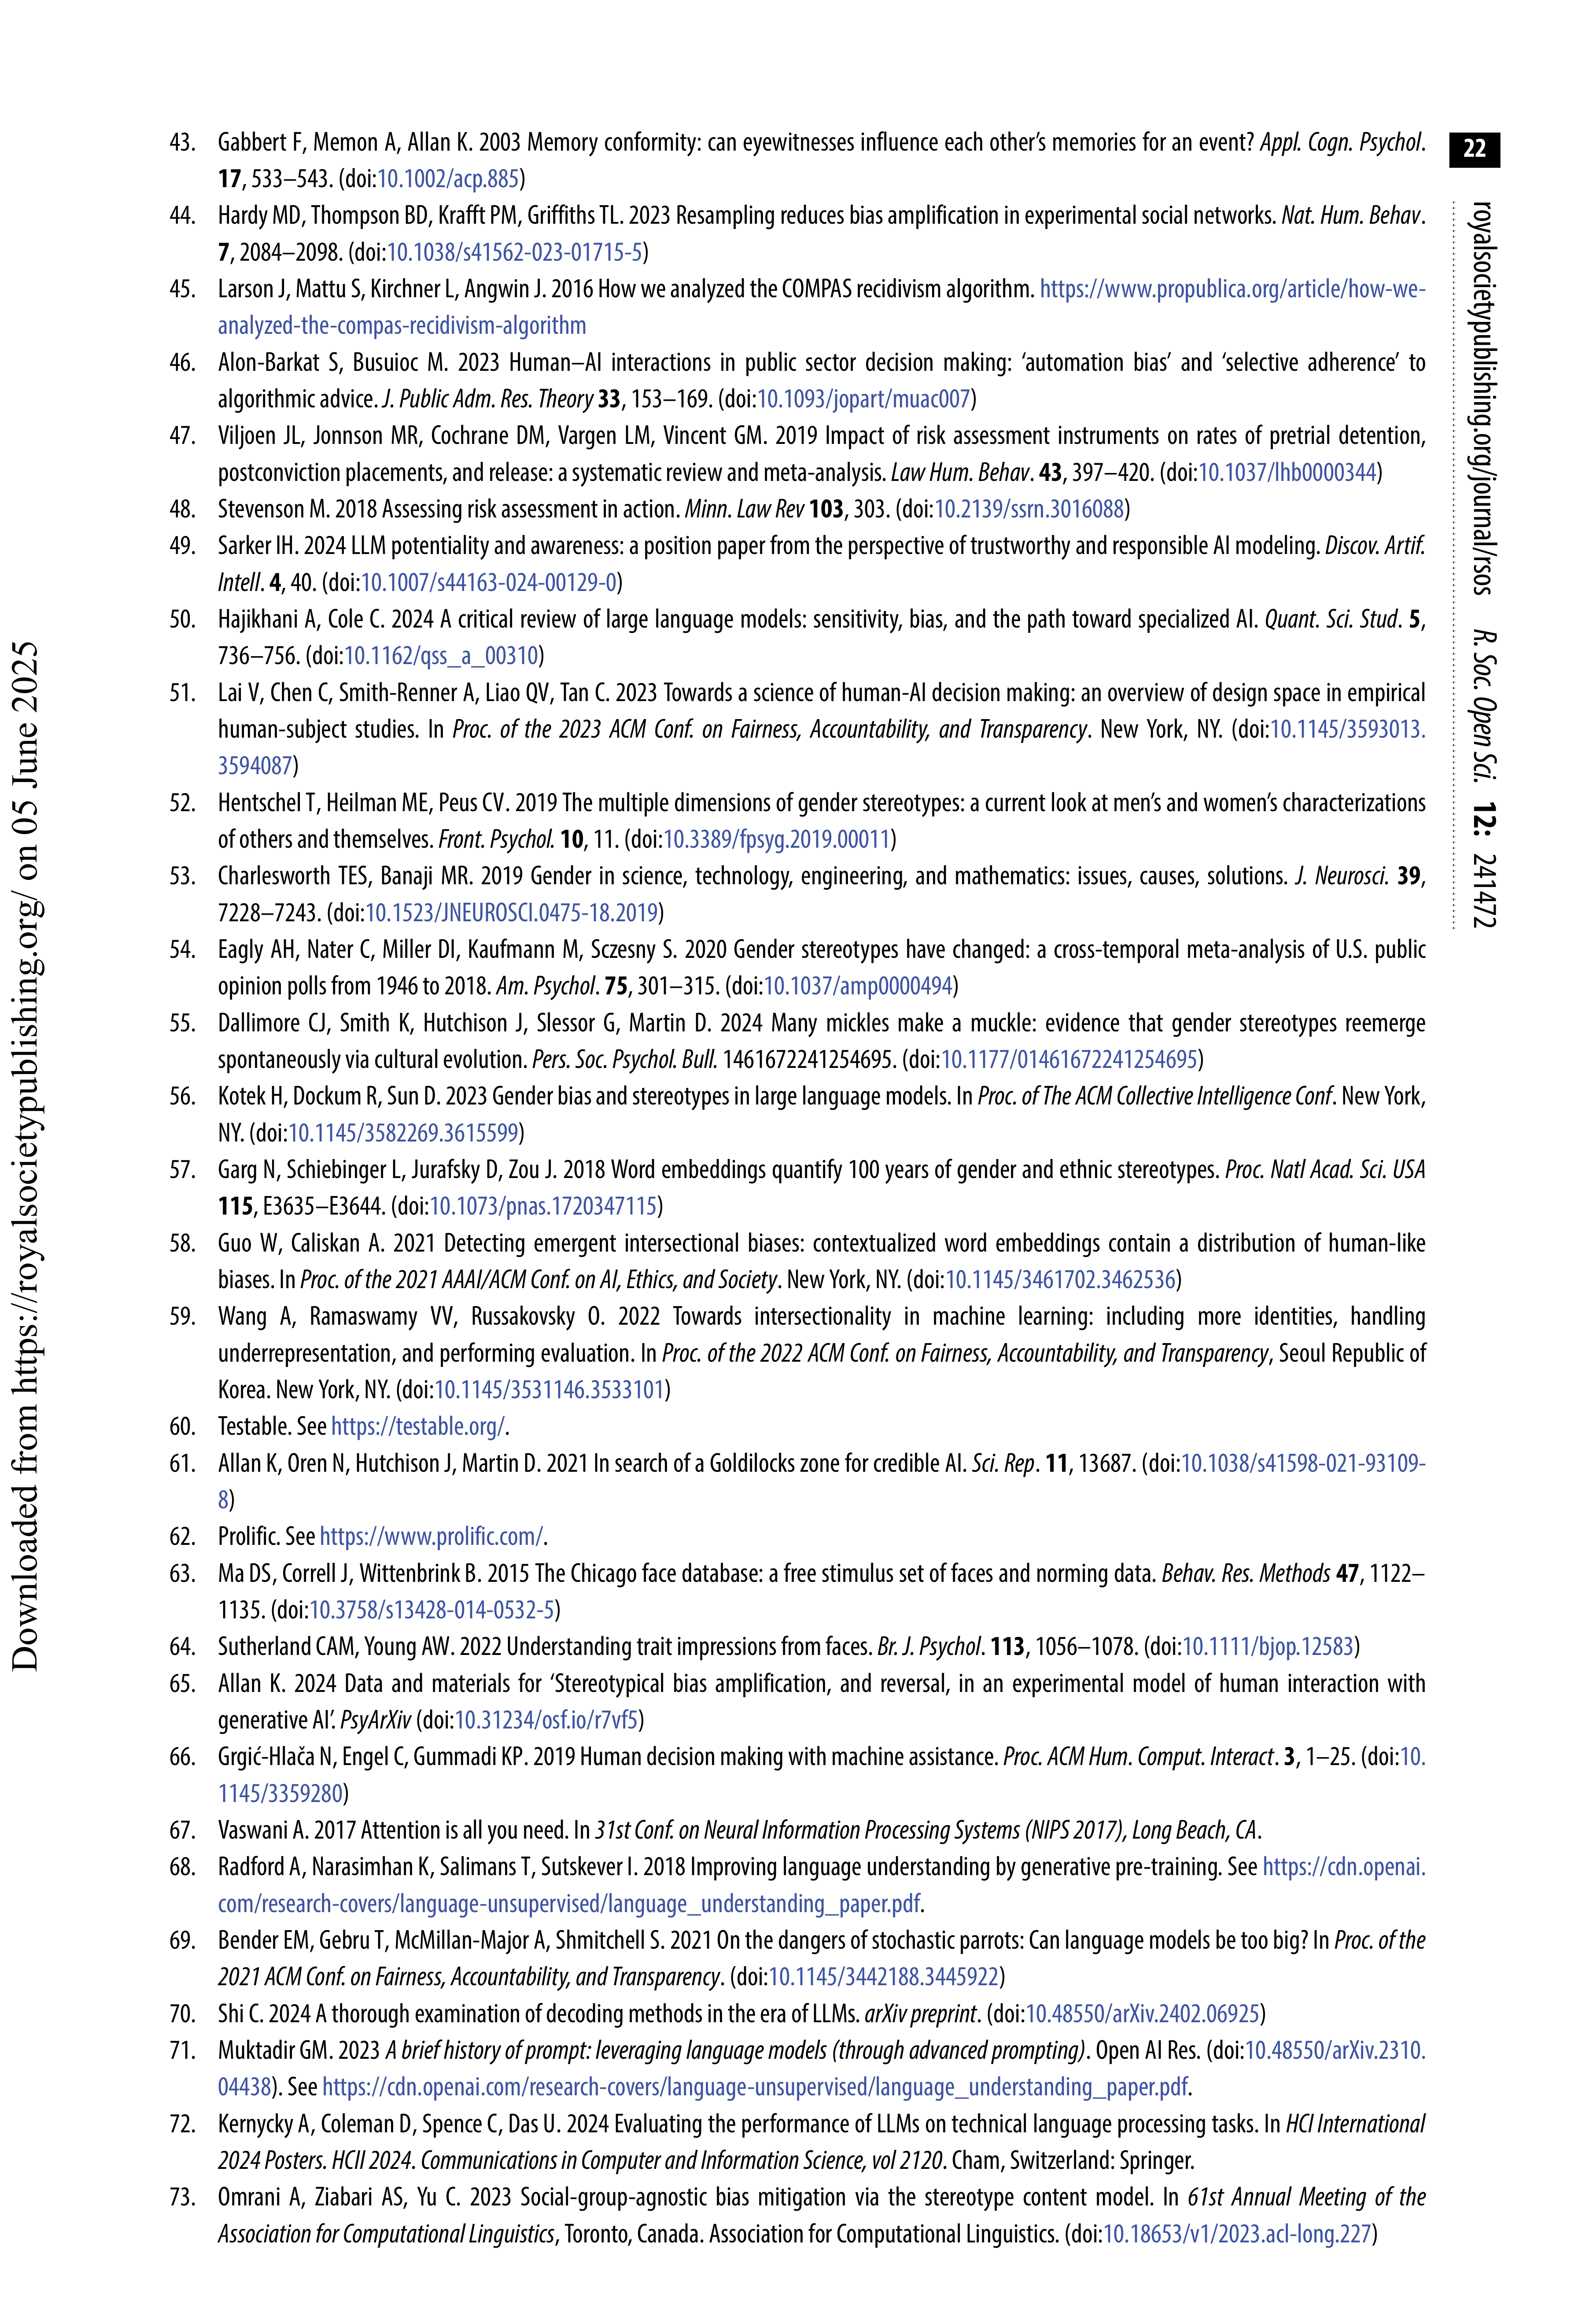 43. Gabbert F, Memon A, Allan K. 2003 Memory conformity: can eyewitnesses influence each other’s memories for an event? Appl. Cogn. Psychol.
17, 533–543. (doi:10.1002/acp.885)
44. Hardy MD, Thompson BD, Krafft PM, Griffiths TL. 2023 Resampling reduces bias amplification in experimental social networks. Nat. Hum. Behav.
7, 2084–2098. (doi:10.1038/s41562-023-01715-5)
45. Larson J, Mattu S, Kirchner L, Angwin J. 2016 How we analyzed the COMPAS recidivism algorithm. https://www.propublica.org/article/how-we-
analyzed-the-compas-recidivism-algorithm
46. Alon-Barkat S, Busuioc M. 2023 Human–AI interactions in public sector decision making: ‘automation bias’ and ‘selective adherence’ to
algorithmic advice. J. Public Adm. Res. Theory 33, 153–169. (doi:10.1093/jopart/muac007)
47. Viljoen JL, Jonnson MR, Cochrane DM, Vargen LM, Vincent GM. 2019 Impact of risk assessment instruments on rates of pretrial detention,
postconviction placements, and release: a systematic review and meta-analysis. Law Hum. Behav. 43, 397–420. (doi:10.1037/lhb0000344)
48. Stevenson M. 2018 Assessing risk assessment in action. Minn. Law Rev 103, 303. (doi:10.2139/ssrn.3016088)
49. Sarker IH. 2024 LLM potentiality and awareness: a position paper from the perspective of trustworthy and responsible AI modeling. Discov. Artif.
Intell. 4, 40. (doi:10.1007/s44163-024-00129-0)
50. Hajikhani A, Cole C. 2024 A critical review of large language models: sensitivity, bias, and the path toward specialized AI. Quant. Sci. Stud. 5,
736–756. (doi:10.1162/qss_a_00310)
51. Lai V, Chen C, Smith-Renner A, Liao QV, Tan C. 2023 Towards a science of human-AI decision making: an overview of design space in empirical
human-subject studies. In Proc. of the 2023 ACM Conf. on Fairness, Accountability, and Transparency. New York, NY. (doi:10.1145/3593013.
3594087)
52. Hentschel T, Heilman ME, Peus CV. 2019 The multiple dimensions of gender stereotypes: a current look at men’s and women’s characterizations
of others and themselves. Front. Psychol. 10, 11. (doi:10.3389/fpsyg.2019.00011)
53. Charlesworth TES, Banaji MR. 2019 Gender in science, technology, engineering, and mathematics: issues, causes, solutions. J. Neurosci. 39,
7228–7243. (doi:10.1523/JNEUROSCI.0475-18.2019)
54. Eagly AH, Nater C, Miller DI, Kaufmann M, Sczesny S. 2020 Gender stereotypes have changed: a cross-temporal meta-analysis of U.S. public
opinion polls from 1946 to 2018. Am. Psychol. 75, 301–315. (doi:10.1037/amp0000494)
55. Dallimore CJ, Smith K, Hutchison J, Slessor G, Martin D. 2024 Many mickles make a muckle: evidence that gender stereotypes reemerge
spontaneously via cultural evolution. Pers. Soc. Psychol. Bull. 1461672241254695. (doi:10.1177/01461672241254695)
56. Kotek H, Dockum R, Sun D. 2023 Gender bias and stereotypes in large language models. In Proc. of The ACM Collective Intelligence Conf. New York,
NY. (doi:10.1145/3582269.3615599)
57. Garg N, Schiebinger L, Jurafsky D, Zou J. 2018 Word embeddings quantify 100 years of gender and ethnic stereotypes. Proc. Natl Acad. Sci. USA
115, E3635–E3644. (doi:10.1073/pnas.1720347115)
58. Guo W, Caliskan A. 2021 Detecting emergent intersectional biases: contextualized word embeddings contain a distribution of human-like
biases. In Proc. of the 2021 AAAI/ACM Conf. on AI, Ethics, and Society. New York, NY. (doi:10.1145/3461702.3462536)
59. Wang A, Ramaswamy VV, Russakovsky O. 2022 Towards intersectionality in machine learning: including more identities, handling
underrepresentation, and performing evaluation. In Proc. of the 2022 ACM Conf. on Fairness, Accountability, and Transparency, Seoul Republic of
Korea. New York, NY. (doi:10.1145/3531146.3533101)
60. Testable. See https://testable.org/.
61. Allan K, Oren N, Hutchison J, Martin D. 2021 In search of a Goldilocks zone for credible AI. Sci. Rep. 11, 13687. (doi:10.1038/s41598-021-93109-
8)
62. Prolific. See https://www.prolific.com/.
63. Ma DS, Correll J, Wittenbrink B. 2015 The Chicago face database: a free stimulus set of faces and norming data. Behav. Res. Methods 47, 1122–
1135. (doi:10.3758/s13428-014-0532-5)
64. Sutherland CAM, Young AW. 2022 Understanding trait impressions from faces. Br. J. Psychol. 113, 1056–1078. (doi:10.1111/bjop.12583)
65. Allan K. 2024 Data and materials for ‘Stereotypical bias amplification, and reversal, in an experimental model of human interaction with
generative AI’. PsyArXiv (doi:10.31234/osf.io/r7vf5)
66. Grgić-Hlača N, Engel C, Gummadi KP. 2019 Human decision making with machine assistance. Proc. ACM Hum. Comput. Interact. 3, 1–25. (doi:10.
1145/3359280)
67. Vaswani A. 2017 Attention is all you need. In 31st Conf. on Neural Information Processing Systems (NIPS 2017), Long Beach, CA.
68. Radford A, Narasimhan K, Salimans T, Sutskever I. 2018 Improving language understanding by generative pre-training. See https://cdn.openai.
com/research-covers/language-unsupervised/language_understanding_paper.pdf.
69. Bender EM, Gebru T, McMillan-Major A, Shmitchell S. 2021 On the dangers of stochastic parrots: Can language models be too big? In Proc. of the
2021 ACM Conf. on Fairness, Accountability, and Transparency. (doi:10.1145/3442188.3445922)
70. Shi C. 2024 A thorough examination of decoding methods in the era of LLMs. arXiv preprint. (doi:10.48550/arXiv.2402.06925)
71. Muktadir GM. 2023 A brief history of prompt: leveraging language models (through advanced prompting). Open AI Res. (doi:10.48550/arXiv.2310.
04438). See https://cdn.openai.com/research-covers/language-unsupervised/language_understanding_paper.pdf.
72. Kernycky A, Coleman D, Spence C, Das U. 2024 Evaluating the performance of LLMs on technical language processing tasks. In HCI International
2024 Posters. HCII 2024. Communications in Computer and Information Science, vol 2120. Cham, Switzerland: Springer.
73. Omrani A, Ziabari AS, Yu C. 2023 Social-group-agnostic bias mitigation via the stereotype content model. In 61st Annual Meeting of the
Association for Computational Linguistics, Toronto, Canada. Association for Computational Linguistics. (doi:10.18653/v1/2023.acl-long.227)
22
royalsocietypublishing.org/journal/rsos R. Soc. Open Sci. 12: 241472
Downloaded from https://royalsocietypublishing.org/ on 05 June 2025